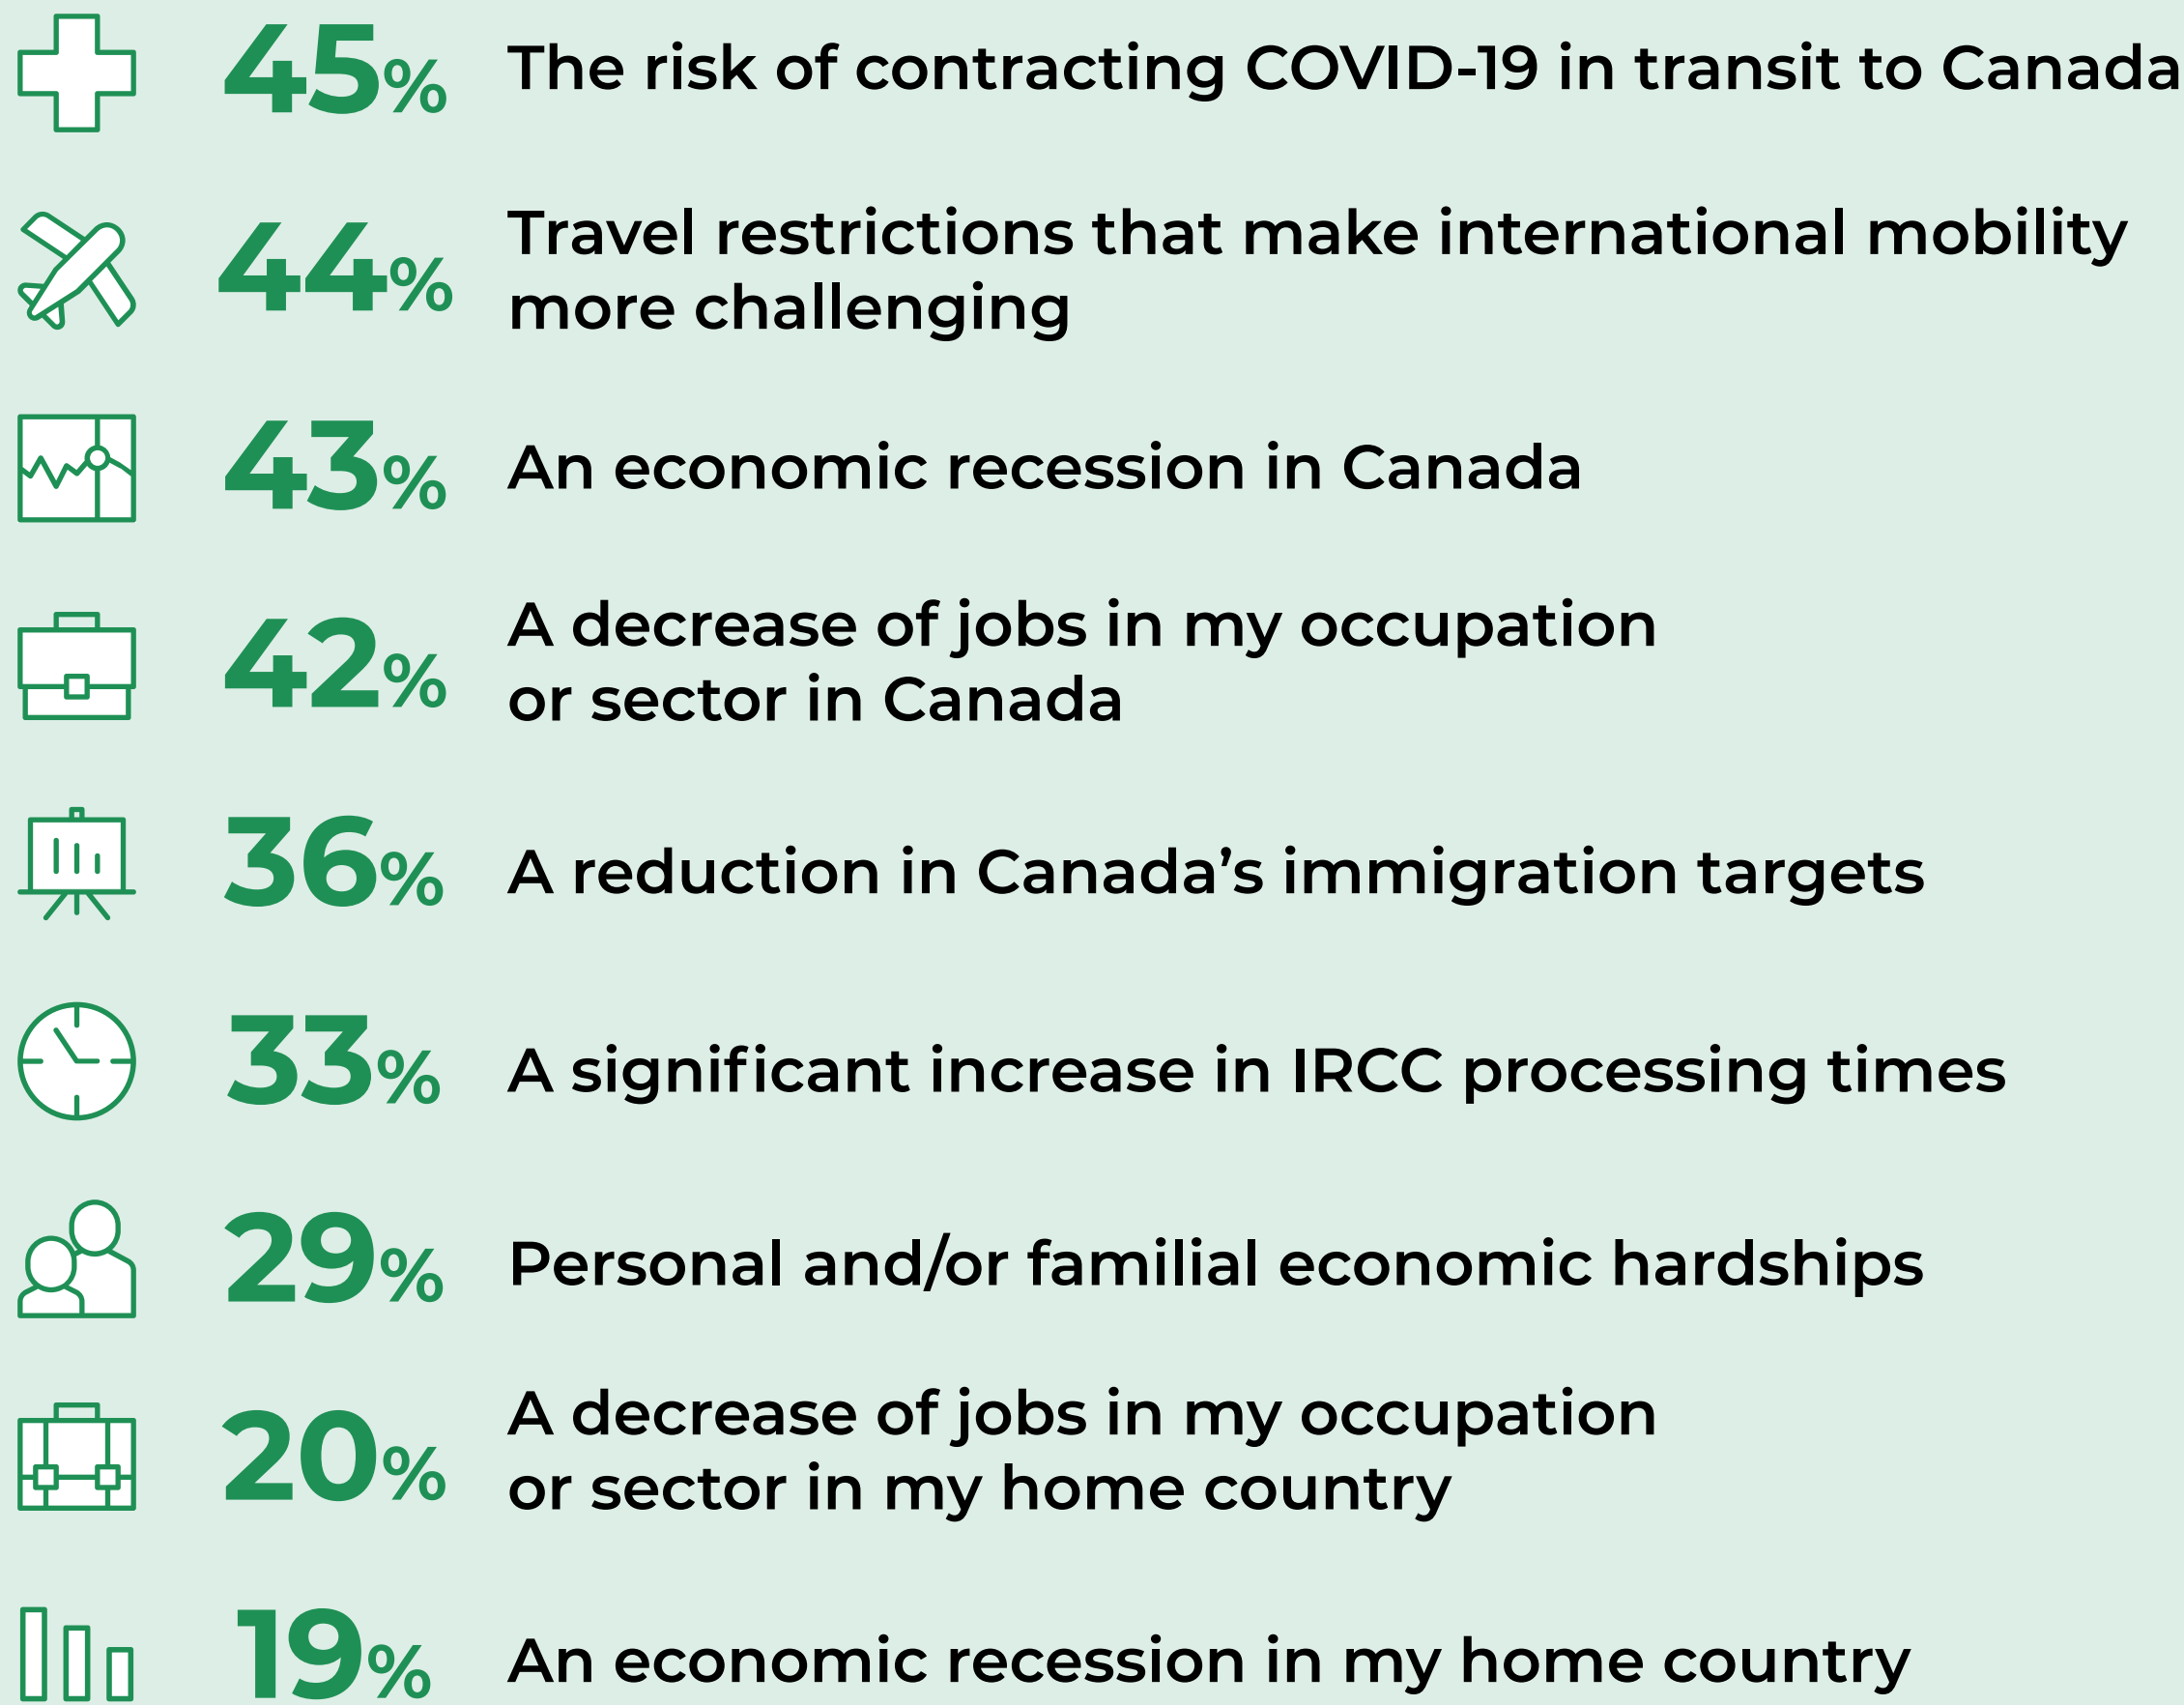 45% The risk of contracting COVID-19 in transit to Canada
44% Travel restrictions that make international mobility
more challenging
43% An economic recession in Canada
42% A decrease of jobs in my occupation
or sector in Canada
36% A reduction in Canada’s immigration targets
33% A significant increase in IRCC processing times
29% Personal and/or familial economic hardships
20% A decrease of jobs in my occupation
or sector in my home country
19% An economic recession in my home country